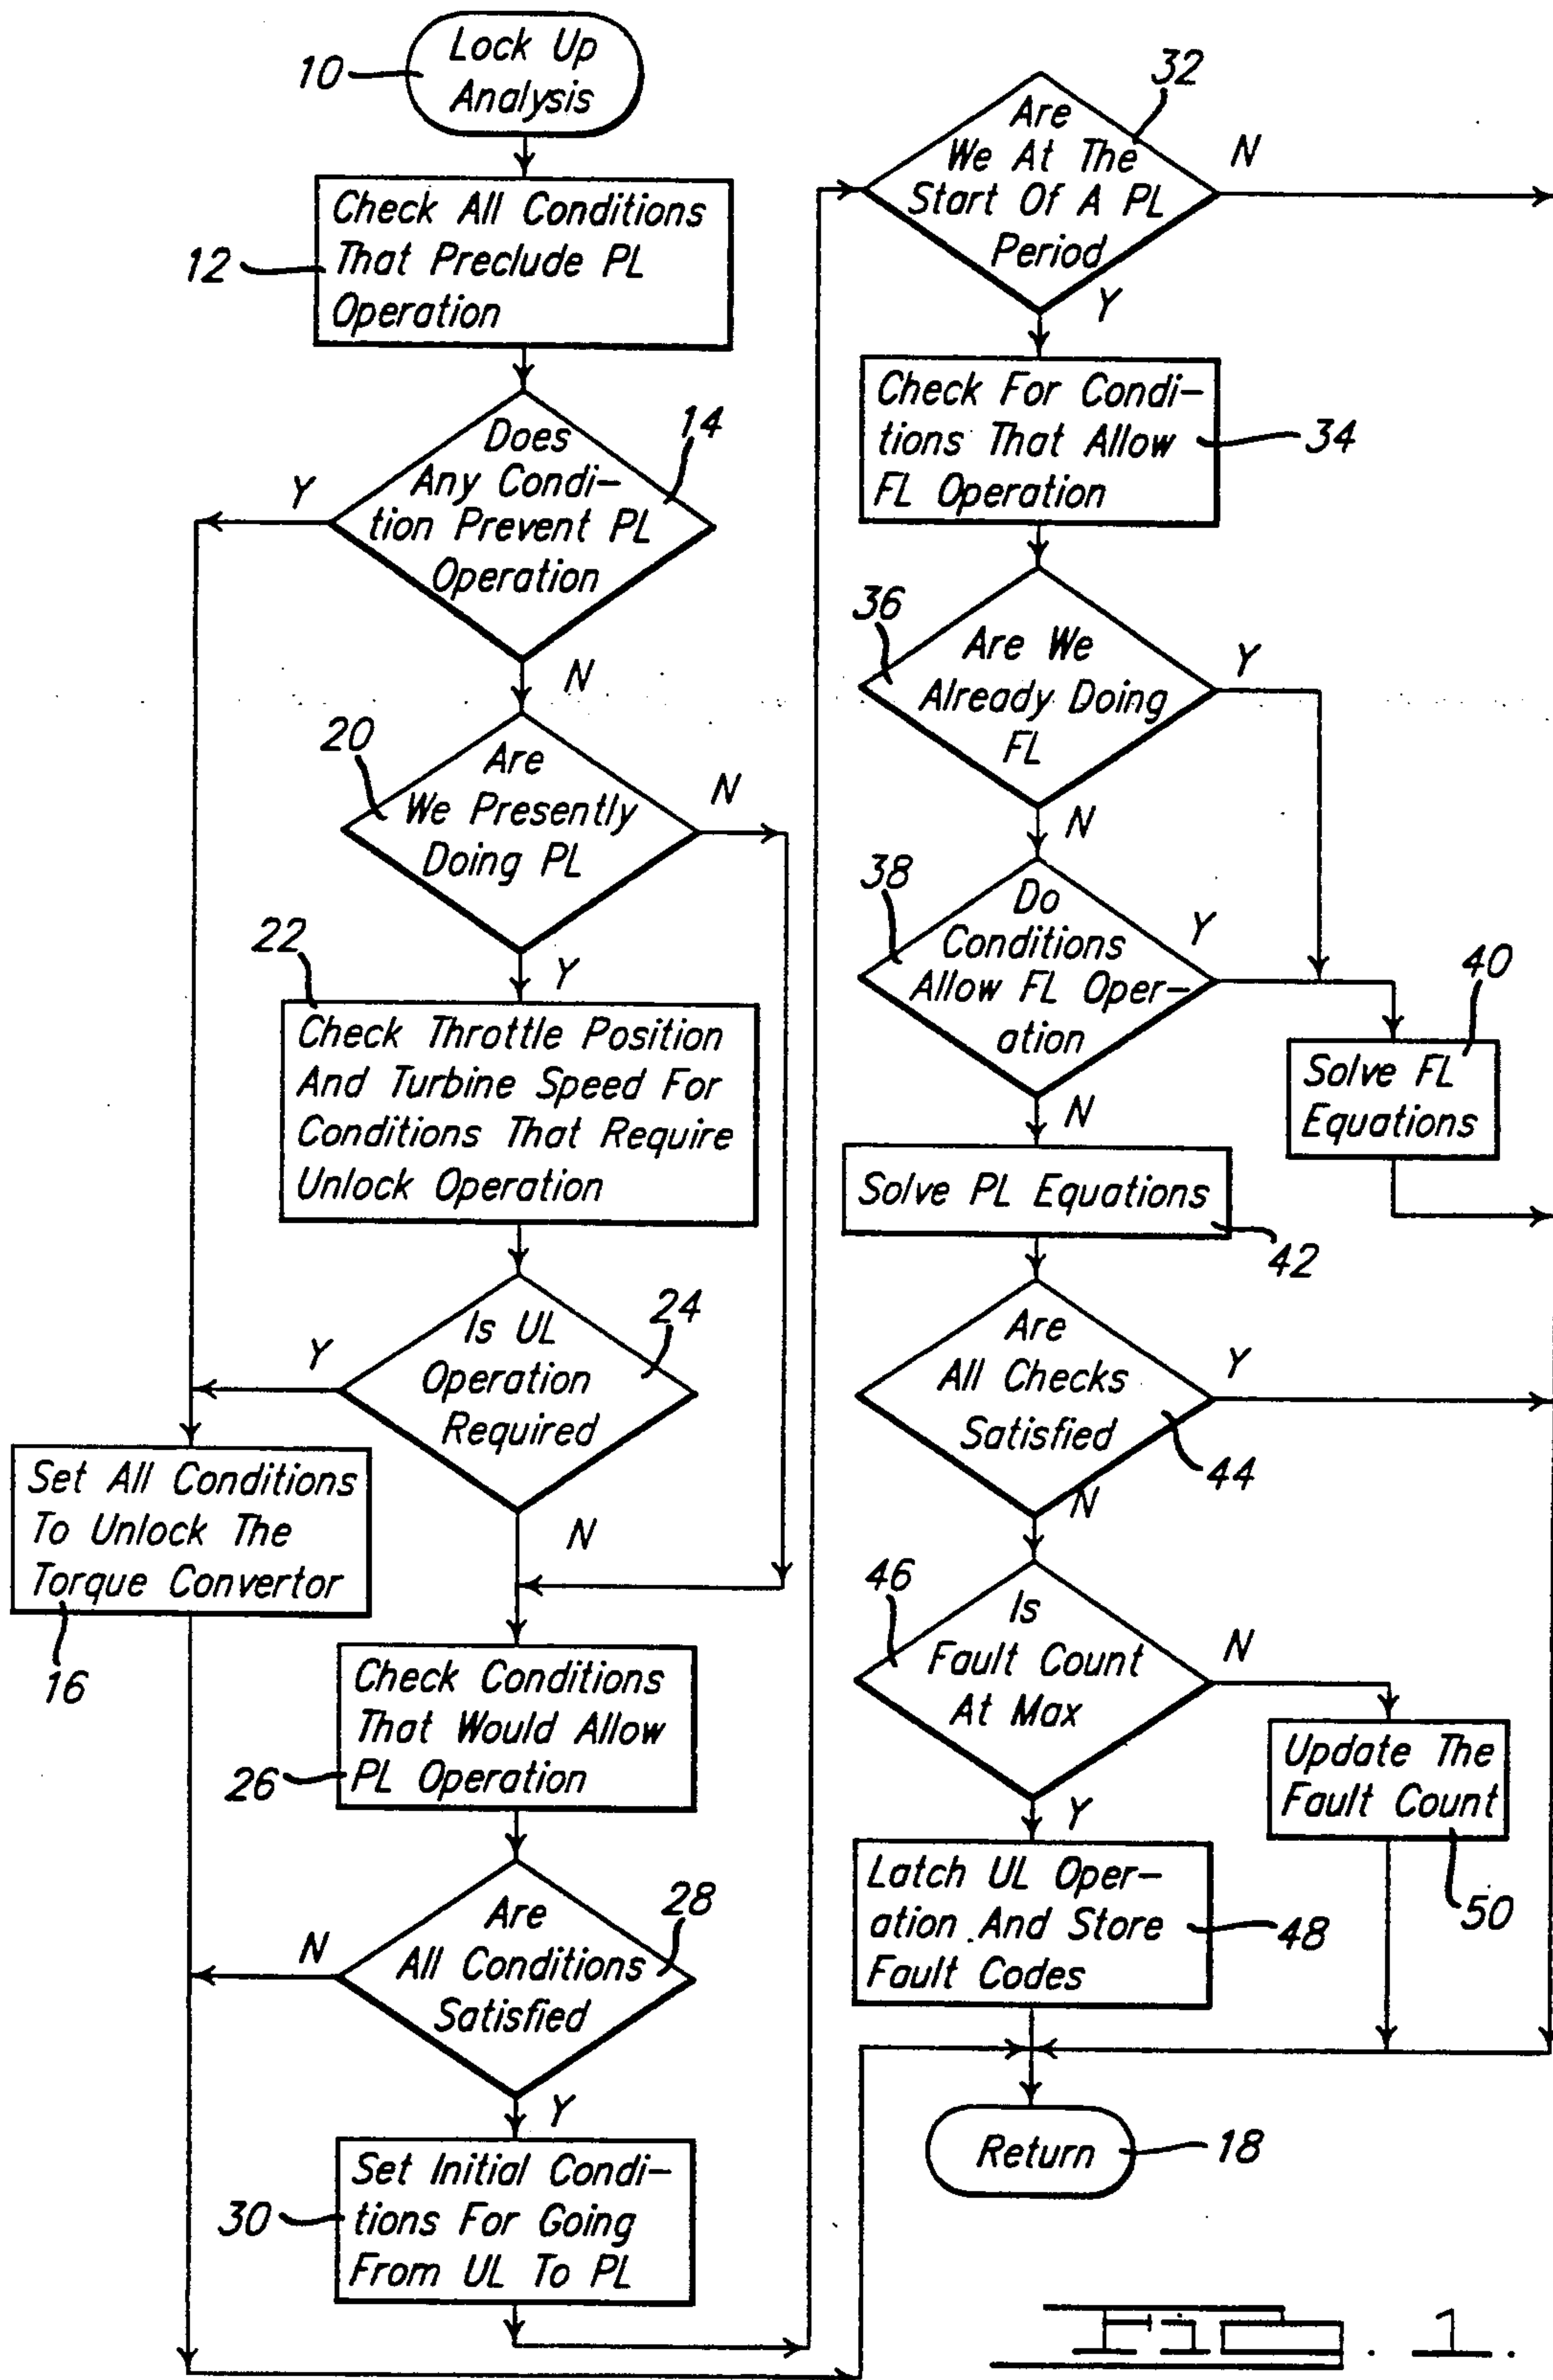 10
Lock Up
Analysis
12
Check All Conditions
That Preclude PL
Operation
14
Does
Any Condi-
tion Prevent PL
Operation
Y
N
20
Are
We Presently
Doing PL
N
Y
22
Check Throttle Position
And Turbine Speed For
Conditions That Require
Unlock Operation
24
Is UL
Operation
Required
Y
N
Set All Conditions
To Unlock The
Torque Convertor
16
Check Conditions
That Would Allow
PL Operation
26
28
Are
All Conditions
Satisfied
N
Y
30
Set Initial Condi-
tions For Going
From UL To PL
32
Are
We At The
Start Of A PL
Period
N
Y
Check For Condi-
tions That Allow
FL Operation
34
36
Are We
Already Doing
FL
Y
N
38
Do
Conditions
Allow FL Oper-
ation
Y
N
40
Solve FL
Equations
Solve PL Equations
42
Are
All Checks
Satisfied
Y
44
N
46
Is
Fault Count
At Max
N
Y
Update The
Fault Count
50
Latch UL Oper-
ation And Store
Fault Codes
48
Return
18
FIG. 1.